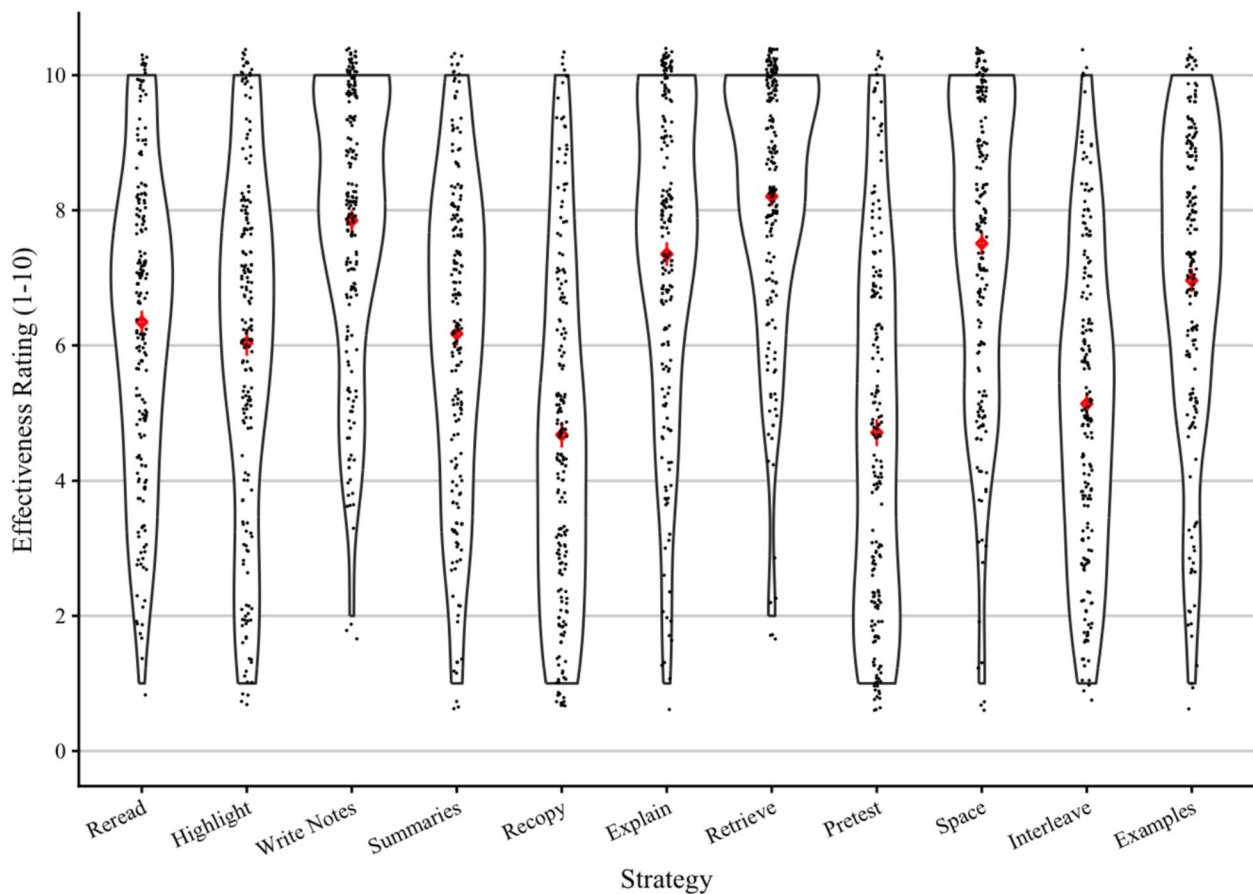 Effectiveness Rating (1-10)
10
8
6
4
2
0
Reread
Highlight
Write Notes
Summaries
Recopy
Explain
Retrieve
Pretest
Space
Interleave
Examples
Strategy